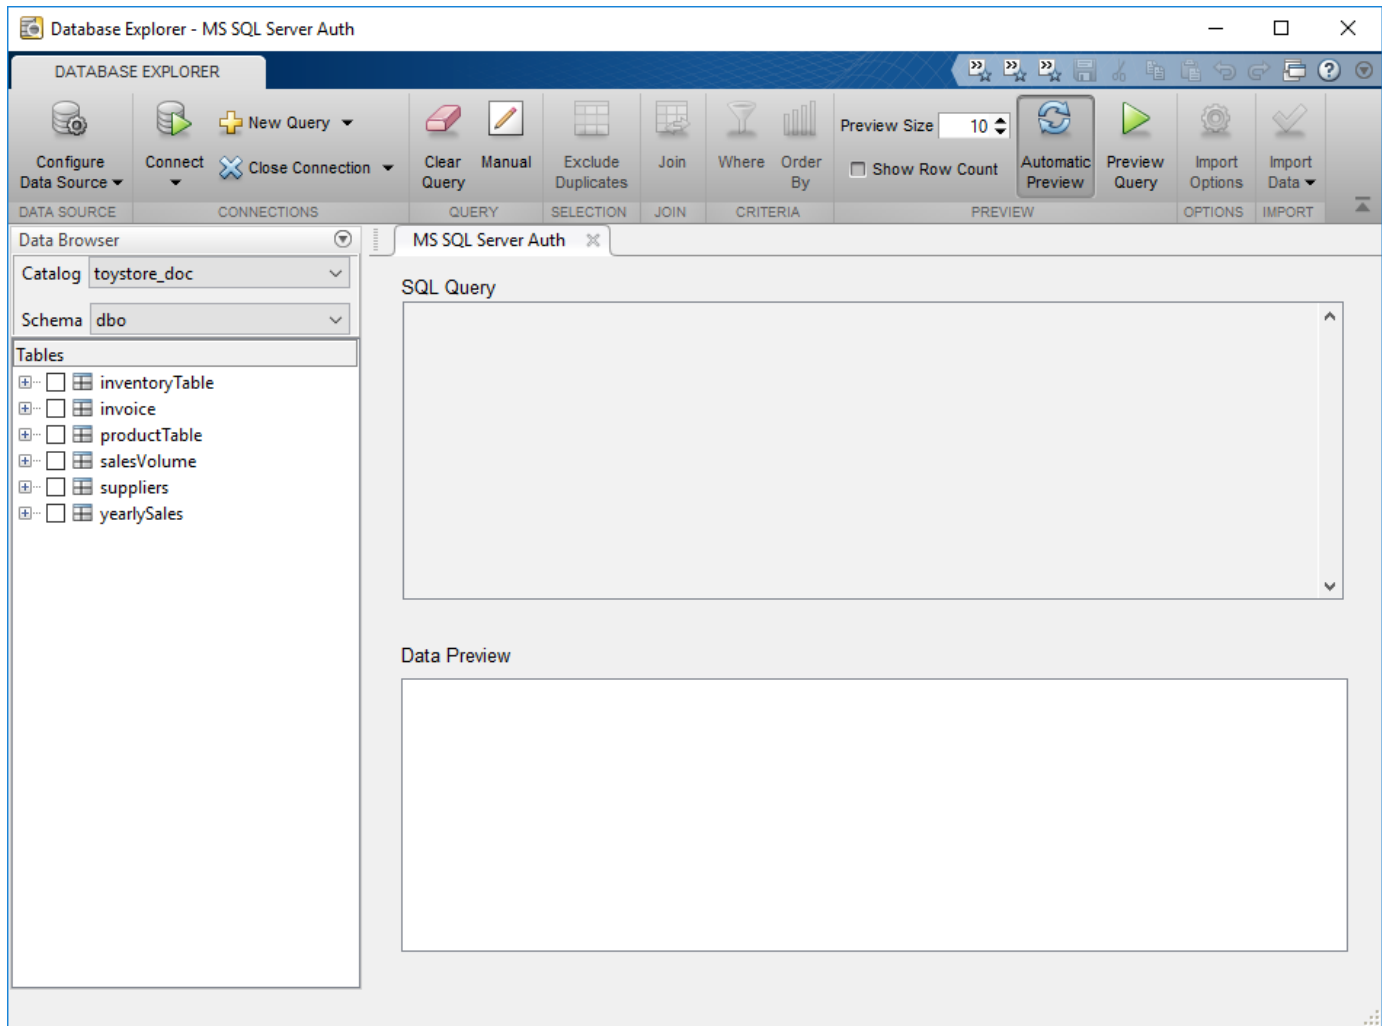 Database Explorer - MS SQL Server Auth
DATABASE EXPLORER
Configure
Data Source
Connect
New Query
Close Connection
Clear
Query
Manual
Exclude
Duplicates
Join
Where
Order
By
Preview Size 10
Show Row Count
Automatic
Preview
Preview
Query
Import
Options
Import
Data
DATA SOURCE CONNECTIONS QUERY SELECTION JOIN CRITERIA PREVIEW OPTIONS IMPORT
Data Browser
Catalog toystore_doc
Schema dbo
Tables
inventoryTable
invoice
productTable
salesVolume
suppliers
yearlySales
MS SQL Server Auth
SQL Query
Data Preview